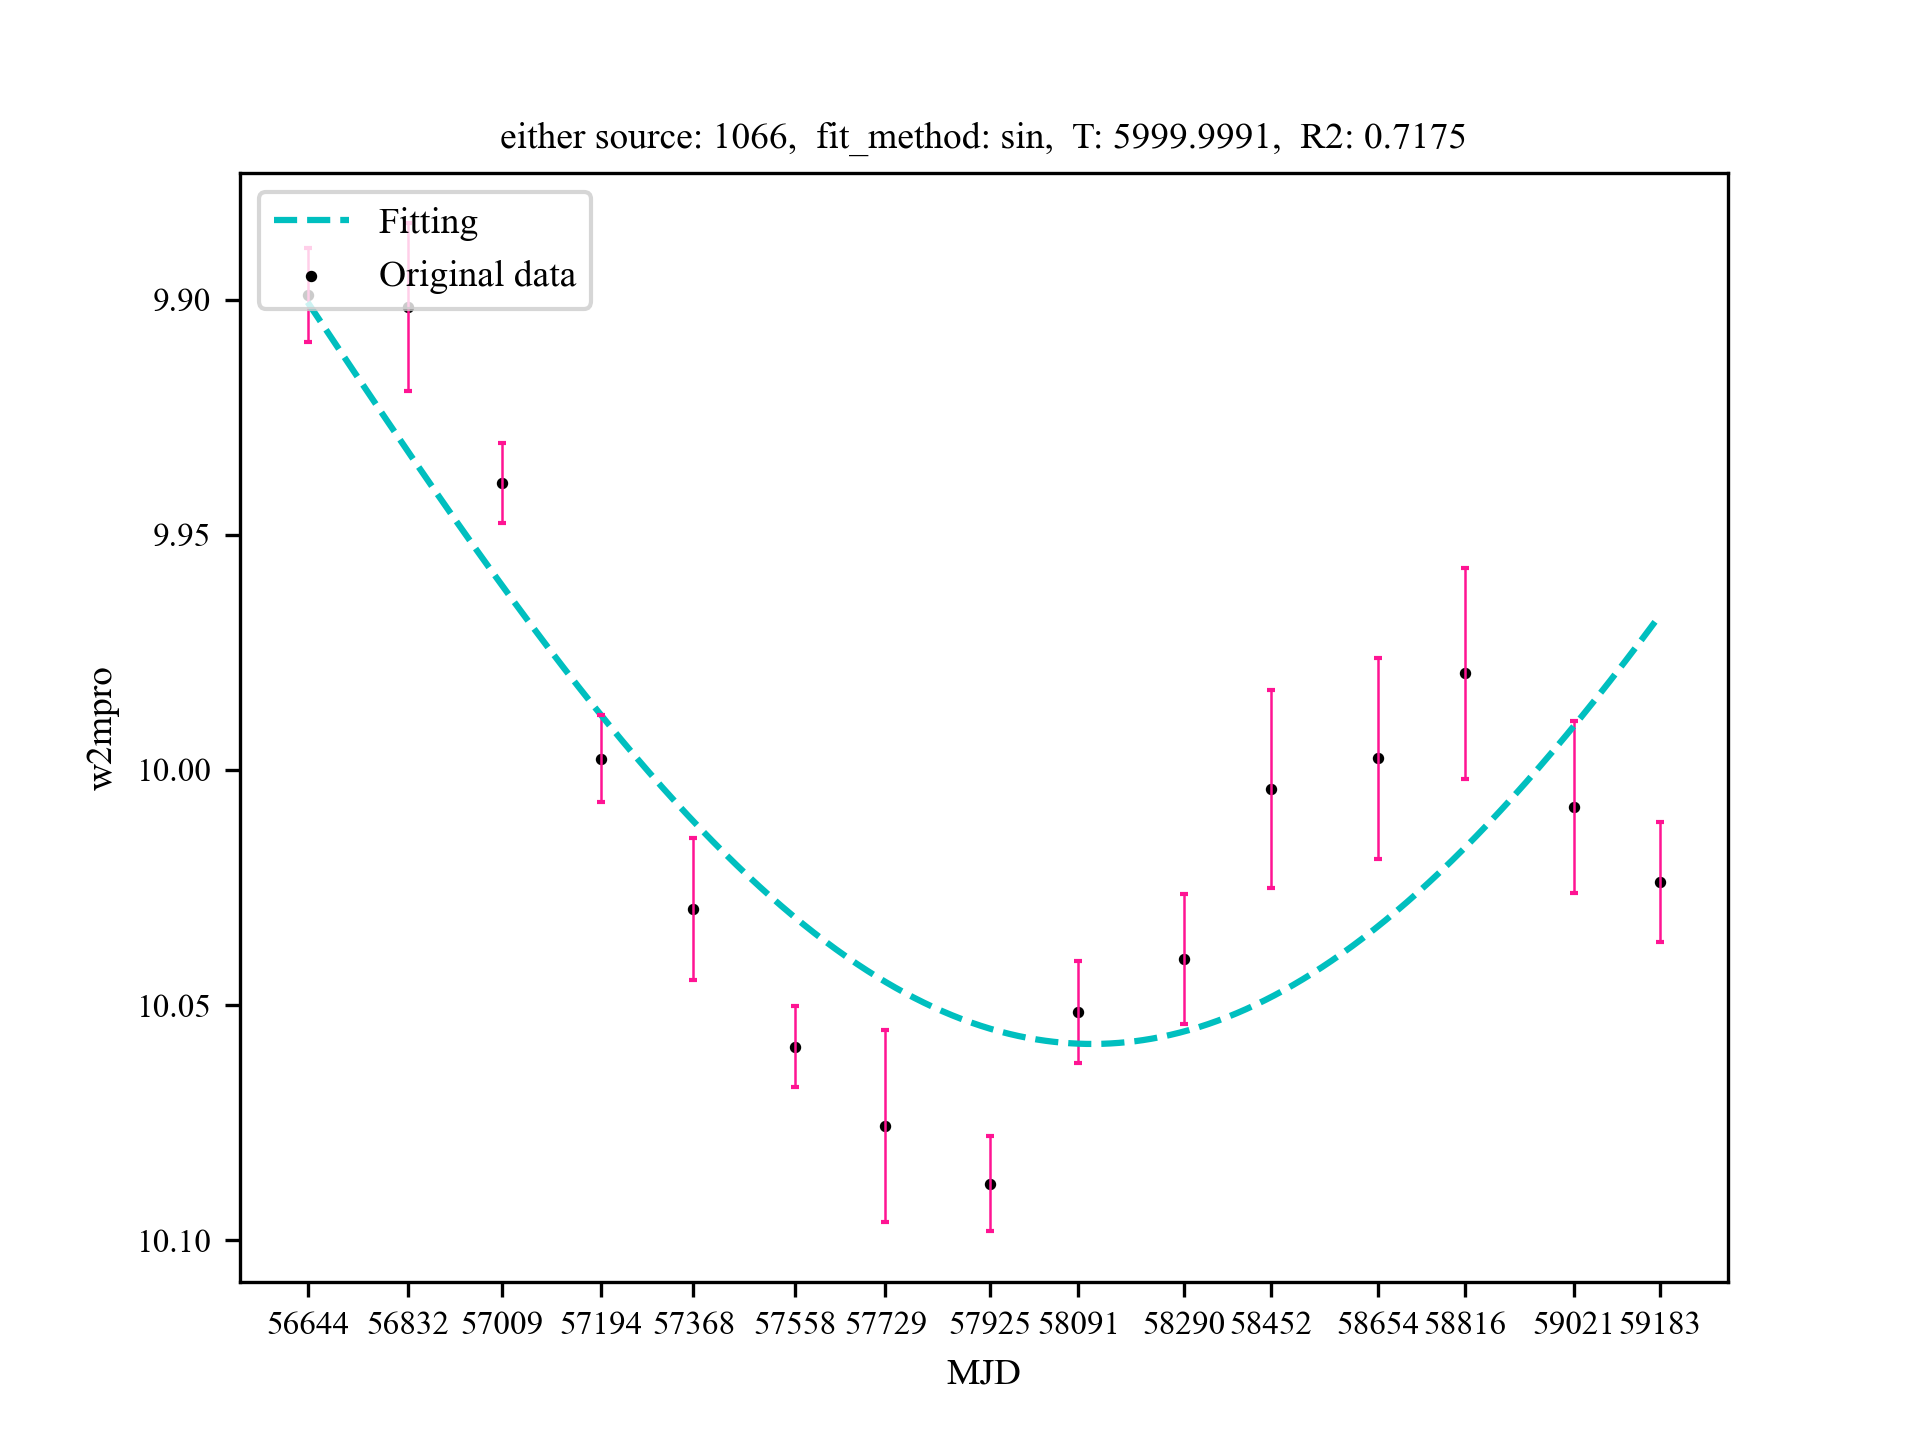 either source: 1066,  fit_method: sin,  T: 5999.9991,  R2: 0.7175
Fitting
Original data
9.90
9.95
10.00
10.05
10.10
w2mpro
56644 56832 57009 57194 57368 57558 57729 57925 58091 58290 58452 58654 58816 59021 59183
MJD